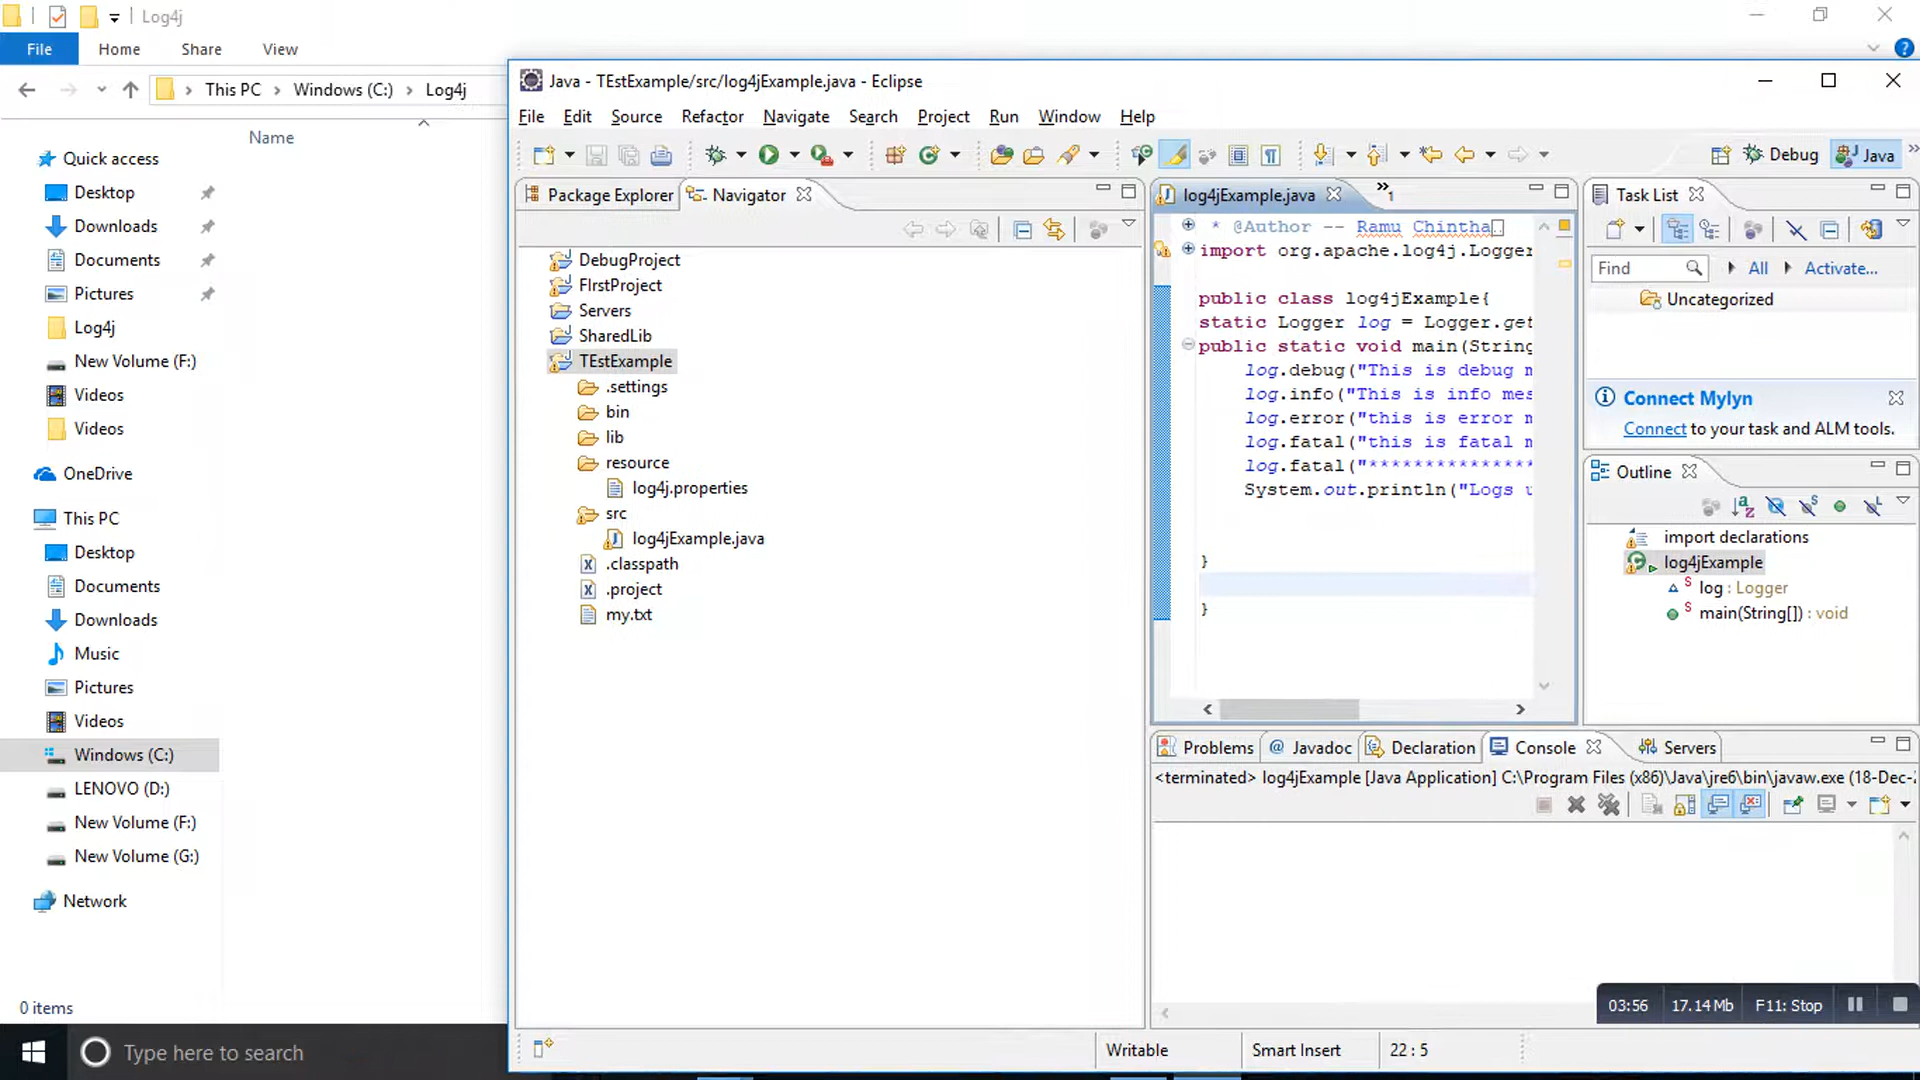 Log4j
File Home Share View
This PC Windows (C:) Log4j
Name
Quick access
Desktop
Downloads
Documents
Pictures
Log4j
New Volume (F:)
Videos
Videos
OneDrive
This PC
Desktop
Documents
Downloads
Music
Pictures
Videos
Windows (C:)
LENOVO (D:)
New Volume (F:)
New Volume (G:)
Network
0 items
Type here to search
Java - TEstExample/src/log4jExample.java - Eclipse
File Edit Source Refactor Navigate Search Project Run Window Help
Debug Java
Package Explorer Navigator
DebugProject
FIrstProject
Servers
SharedLib
TEstExample
.settings
bin
lib
resource
log4j.properties
src
log4jExample.java
.classpath
.project
my.txt
log4jExample.java 1
* @Author -- Ramu Chintha
import org.apache.log4j.Logger
public class log4jExample{
static Logger log = Logger.get
public static void main(String
log.debug("This is debug m
log.info("This is info mes
log.error("this is error m
log.fatal("this is fatal m
log.fatal("***************
System.out.println("Logs u
}
}
Task List
Find All Activate...
Uncategorized
Connect Mylyn
Connect to your task and ALM tools.
Outline
import declarations
log4jExample
log : Logger
main(String[]) : void
Problems @ Javadoc Declaration Console Servers
<terminated> log4jExample [Java Application] C:\Program Files (x86)\Java\jre6\bin\javaw.exe (18-Dec-2
03:56 17.14 Mb F11: Stop
Writable Smart Insert 22 : 5